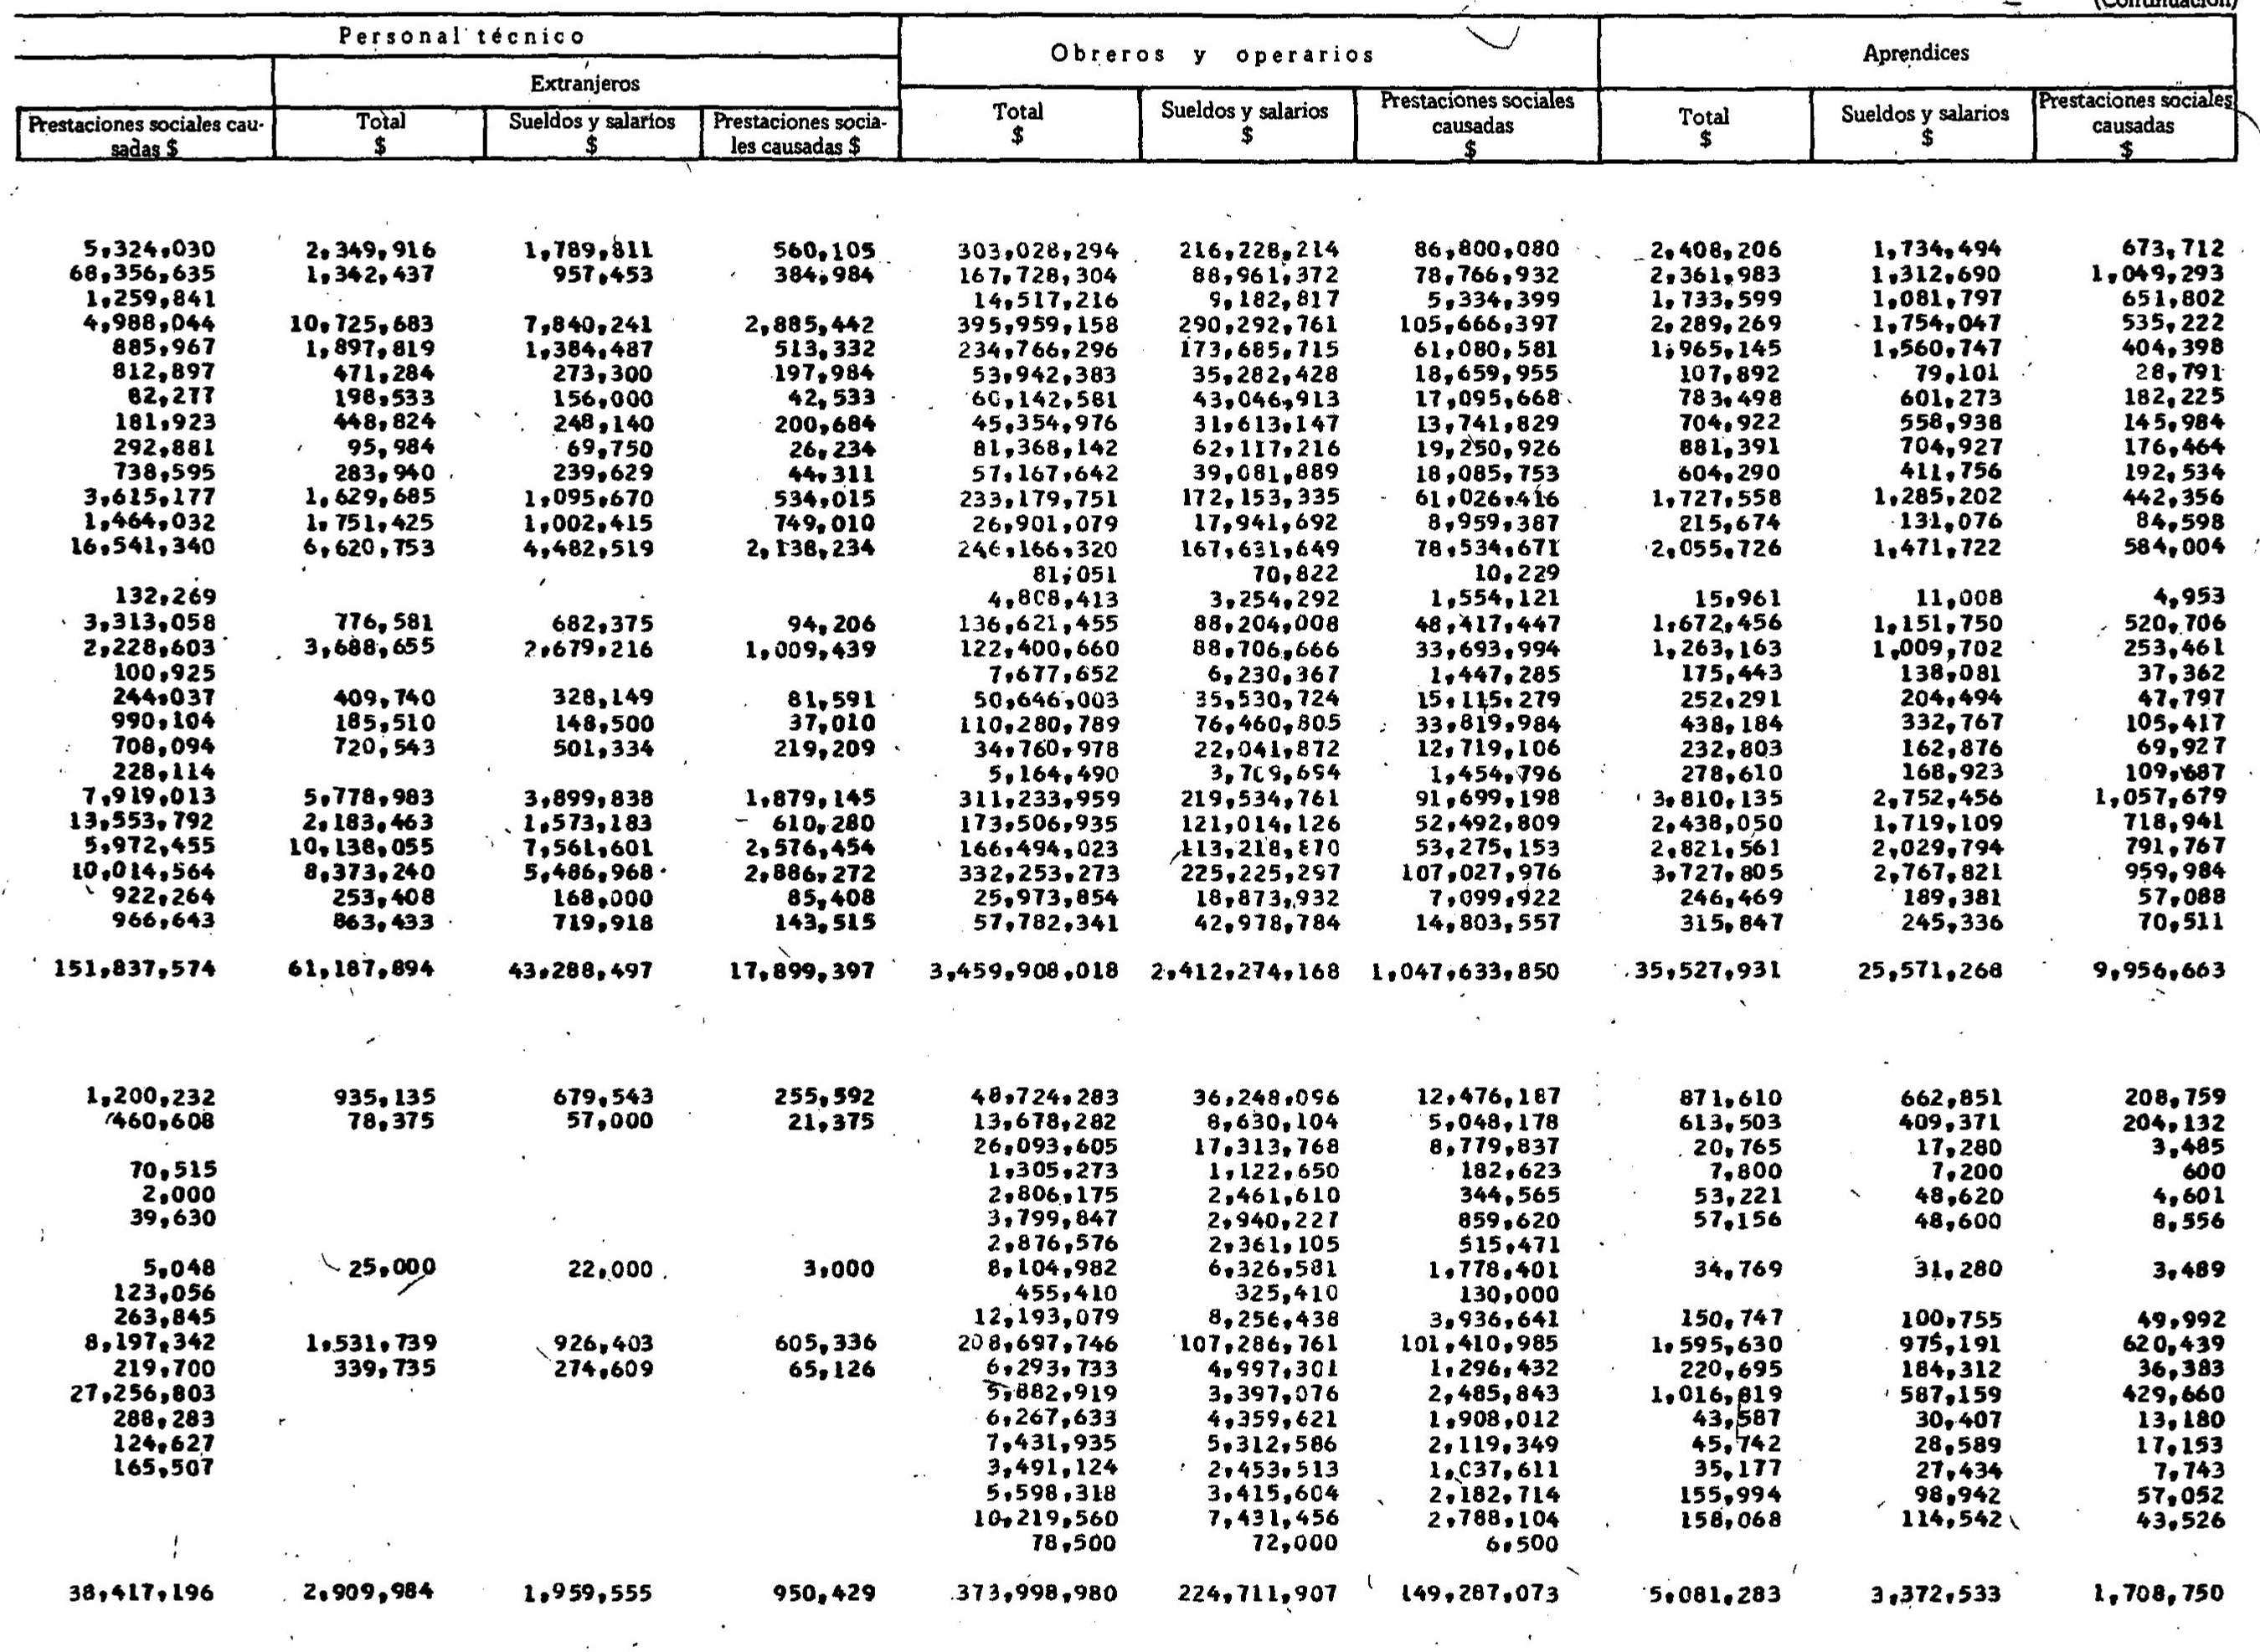 (Continuación)
Personal técnico Obreros y operarios Aprendices
Extranjeros
Prestaciones sociales cau- Total Sueldos y salarios Prestaciones socia- Total Sueldos y salarios Prestaciones sociales Total Sueldos y salarios Prestaciones sociales
sadas $ $ $ les causadas $ $ $ causadas $ $ $ causadas $
5,324,030 2,349,916 1,789,811 560,105 303,028,294 216,228,214 86,800,080 2,408,206 1,734,494 673,712
68,356,635 1,342,437 957,453 384,984 167,728,304 88,961,372 78,766,932 2,361,983 1,312,690 1,049,293
1,259,841 14,517,216 9,182,817 5,334,399 1,733,599 1,081,797 651,802
4,988,044 10,725,683 7,840,241 2,885,442 395,959,158 290,292,761 105,666,397 2,289,269 1,754,047 535,222
885,967 1,897,819 1,384,487 513,332 234,766,296 173,685,715 61,080,581 1,965,145 1,560,747 404,398
812,897 471,284 273,300 197,984 53,942,383 35,282,428 18,659,955 107,892 79,101 28,791
82,277 198,533 156,000 42,533 60,142,581 43,046,913 17,095,668 783,498 601,273 182,225
181,923 448,824 248,140 200,684 45,354,976 31,613,147 13,741,829 704,922 558,938 145,984
292,881 95,984 69,750 26,234 81,368,142 62,117,216 19,250,926 881,391 704,927 176,464
738,595 283,940 239,629 44,311 57,167,642 39,081,889 18,085,753 604,290 411,756 192,534
3,615,177 1,629,685 1,095,670 534,015 233,179,751 172,153,335 61,026,416 1,727,558 1,285,202 442,356
1,464,032 1,751,425 1,002,415 749,010 26,901,079 17,941,692 8,959,387 215,674 131,076 84,598
16,541,340 6,620,753 4,482,519 2,138,234 246,166,320 167,631,649 78,534,671 2,055,726 1,471,722 584,004
81,051 70,822 10,229
132,269 4,808,413 3,254,292 1,554,121 15,961 11,008 4,953
3,313,058 776,581 682,375 94,206 136,621,455 88,204,008 48,417,447 1,672,456 1,151,750 520,706
2,228,603 3,688,655 2,679,216 1,009,439 122,400,660 88,706,666 33,693,994 1,263,163 1,009,702 253,461
100,925 7,677,652 6,230,367 1,447,285 175,443 138,081 37,362
244,037 409,740 328,149 81,591 50,646,003 35,530,724 15,115,279 252,291 204,494 47,797
990,104 185,510 148,500 37,010 110,280,789 76,460,805 33,819,984 438,184 332,767 105,417
708,094 720,543 501,334 219,209 34,760,978 22,041,872 12,719,106 232,803 162,876 69,927
228,114 5,164,490 3,709,694 1,454,796 278,610 168,923 109,687
7,919,013 5,778,983 3,899,838 1,879,145 311,233,959 219,534,761 91,699,198 3,810,135 2,752,456 1,057,679
13,553,792 2,183,463 1,573,183 610,280 173,506,935 121,014,126 52,492,809 2,438,050 1,719,109 718,941
5,972,455 10,138,055 7,561,601 2,576,454 166,494,023 113,218,870 53,275,153 2,821,561 2,029,794 791,767
10,014,564 8,373,240 5,486,968 2,886,272 332,253,273 225,225,297 107,027,976 3,727,805 2,767,821 959,984
922,264 253,408 168,000 85,408 25,973,854 18,873,932 7,099,922 246,469 189,381 57,088
966,643 863,433 719,918 143,515 57,782,341 42,978,784 14,803,557 315,847 245,336 70,511
151,837,574 61,187,894 43,288,497 17,899,397 3,459,908,018 2,412,274,168 1,047,633,850 35,527,931 25,571,268 9,956,663
1,200,232 935,135 679,543 255,592 48,724,283 36,248,096 12,476,187 871,610 662,851 208,759
460,608 78,375 57,000 21,375 13,678,282 8,630,104 5,048,178 613,503 409,371 204,132
26,093,605 17,313,768 8,779,837 20,765 17,280 3,485
70,515 1,305,273 1,122,650 182,623 7,800 7,200 600
2,000 2,806,175 2,461,610 344,565 53,221 48,620 4,601
39,630 3,799,847 2,940,227 859,620 57,156 48,600 8,556
2,876,576 2,361,105 515,471
5,048 25,000 22,000 3,000 8,104,982 6,326,581 1,778,401 34,769 31,280 3,489
123,056 455,410 325,410 130,000
263,845 12,193,079 8,256,438 3,936,641 150,747 100,755 49,992
8,197,342 1,531,739 926,403 605,336 208,697,746 107,286,761 101,410,985 1,595,630 975,191 620,439
219,700 339,735 274,609 65,126 6,293,733 4,997,301 1,296,432 220,695 184,312 36,383
27,256,803 5,882,919 3,397,076 2,485,843 1,016,819 587,159 429,660
288,283 6,267,633 4,359,621 1,908,012 43,587 30,407 13,180
124,627 7,431,935 5,312,586 2,119,349 45,742 28,589 17,153
165,507 3,491,124 2,453,513 1,037,611 35,177 27,434 7,743
5,598,318 3,415,604 2,182,714 155,994 98,942 57,052
10,219,560 7,431,456 2,788,104 158,068 114,542 43,526
78,500 72,000 6,500
38,417,196 2,909,984 1,959,555 950,429 373,998,980 224,711,907 149,287,073 5,081,283 3,372,533 1,708,750